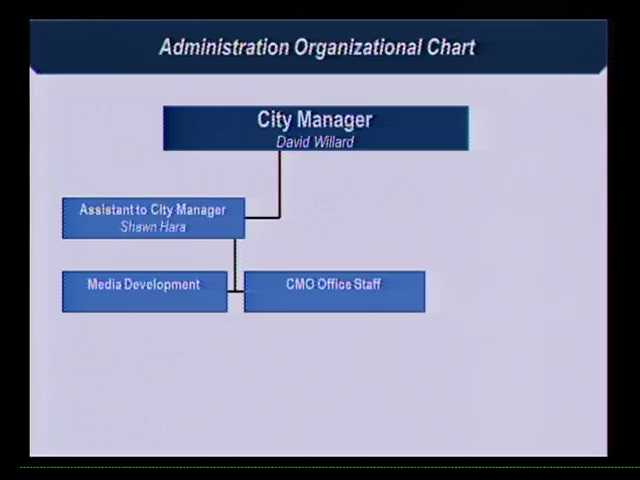 Administration Organizational Chart
City Manager
David Willard
Assistant to City Manager
Shawn Hara
Media Development
CMO Office Staff